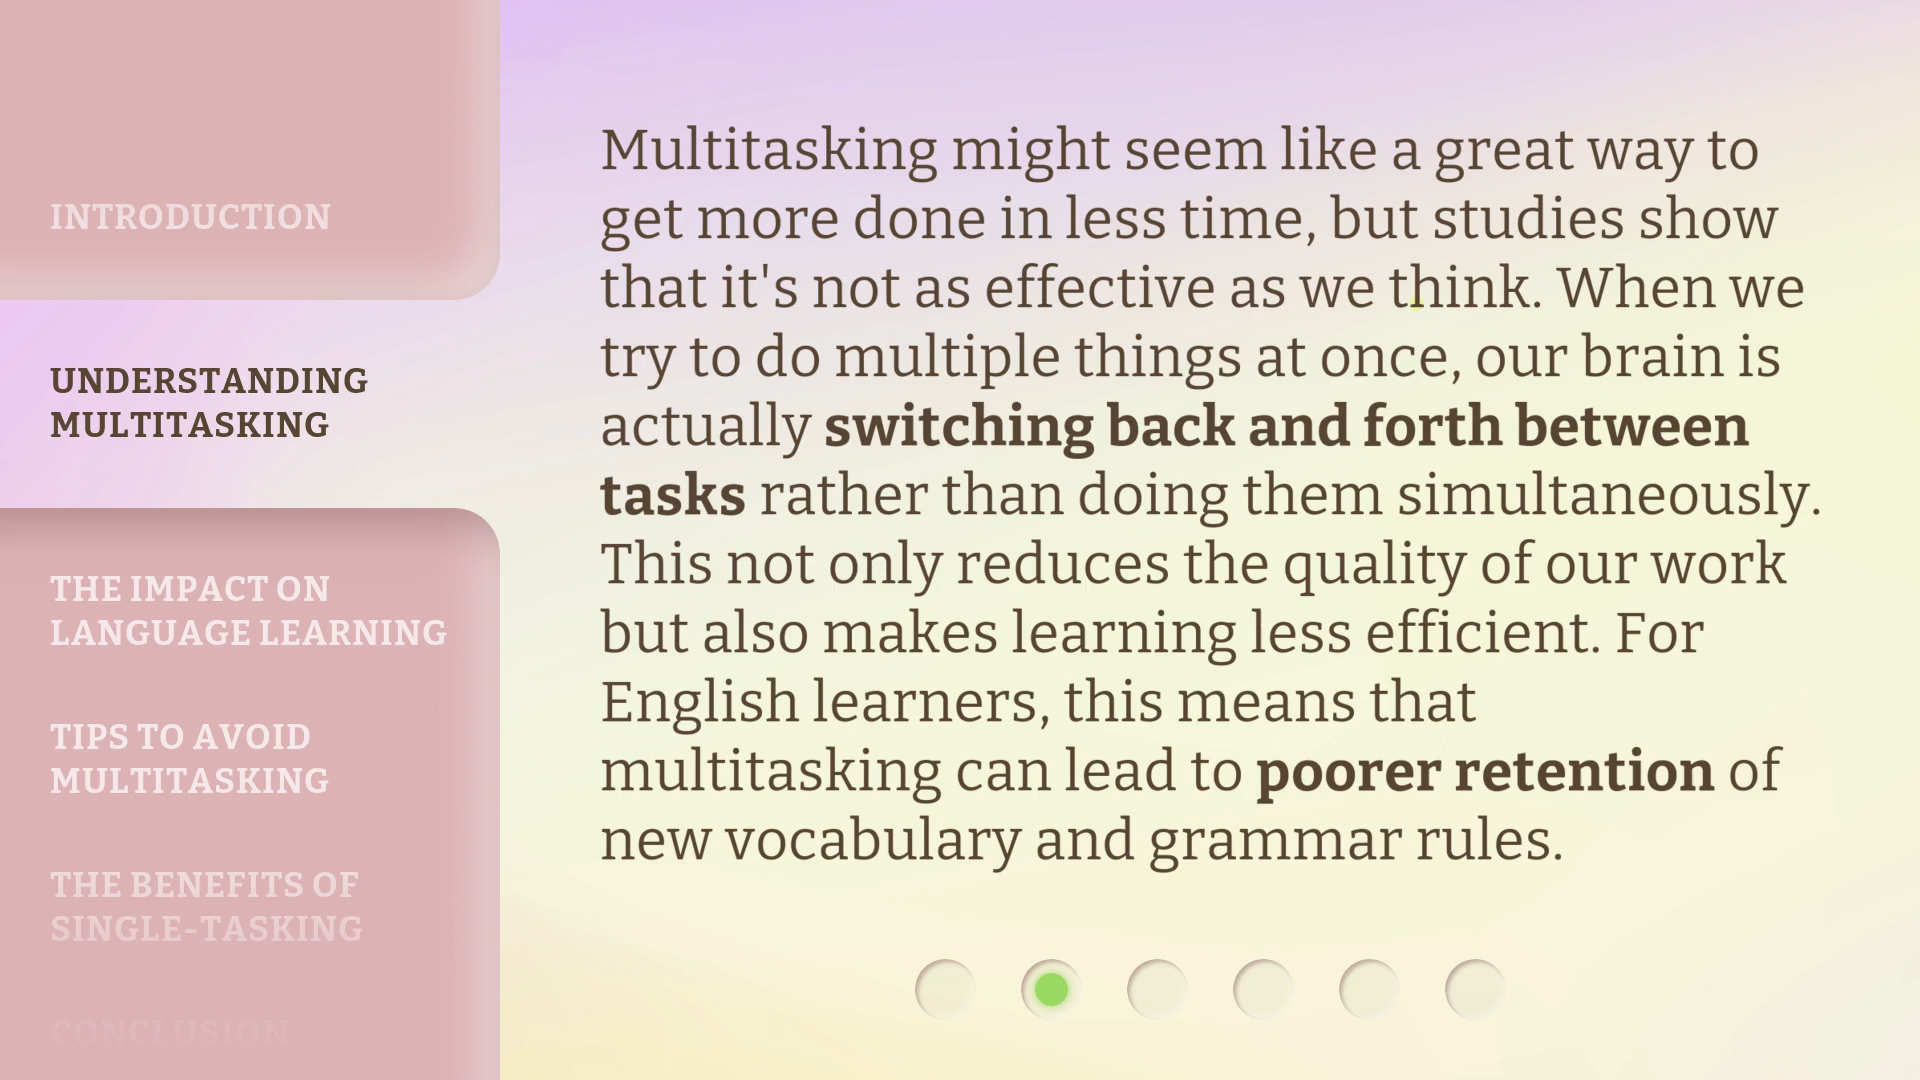 INTRODUCTION
UNDERSTANDING
MULTITASKING
THE IMPACT ON
LANGUAGE LEARNING
TIPS TO AVOID
MULTITASKING
THE BENEFITS OF
SINGLE-TASKING
CONCLUSION
Multitasking might seem like a great way to
get more done in less time, but studies show
that it's not as effective as we think. When we
try to do multiple things at once, our brain is
actually switching back and forth between
tasks rather than doing them simultaneously.
This not only reduces the quality of our work
but also makes learning less efficient. For
English learners, this means that
multitasking can lead to poorer retention of
new vocabulary and grammar rules.